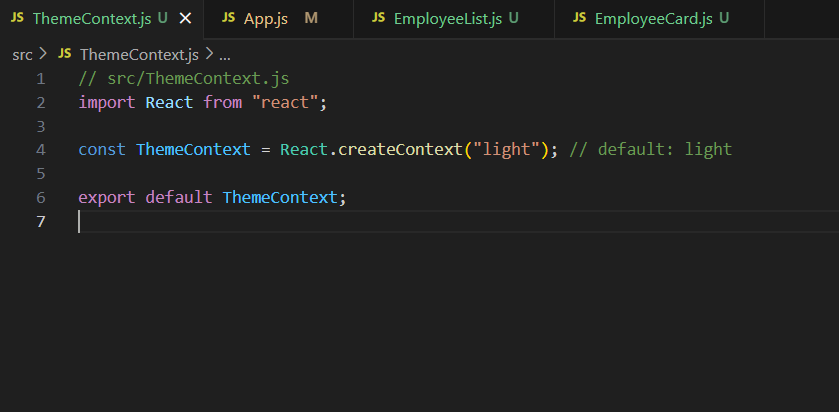 JS ThemeContext.js U × JS App.js M JS EmployeeList.js U JS EmployeeCard.js U
src > JS ThemeContext.js > ...
1 // src/ThemeContext.js
2 import React from "react";
3
4 const ThemeContext = React.createContext("light"); // default: light
5
6 export default ThemeContext;
7